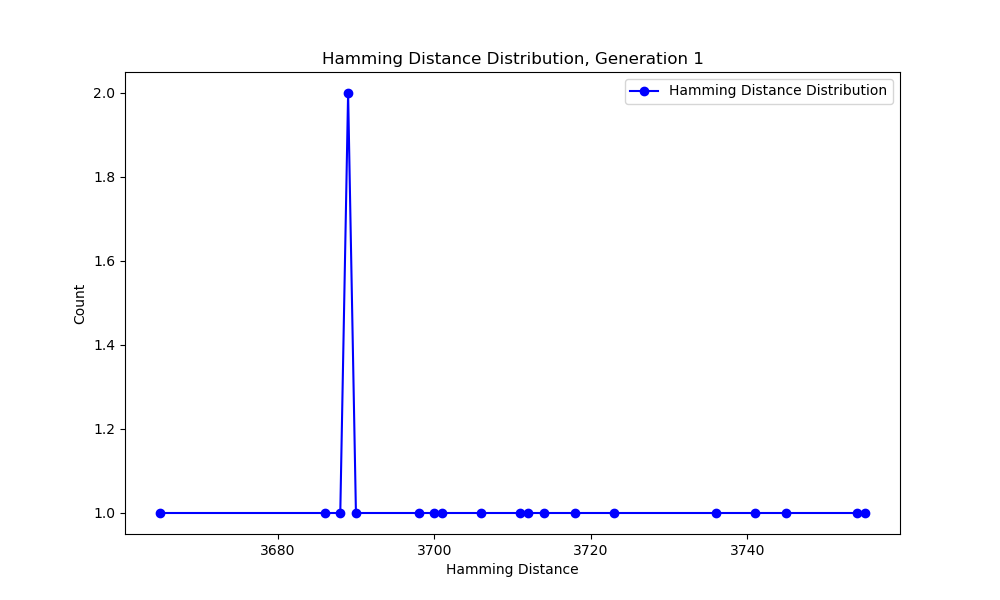 Hamming Distance Distribution, Generation 1
Hamming Distance Distribution
2.0
1.8
1.6
1.4
1.2
1.0
Count
3680 3700 3720 3740
Hamming Distance